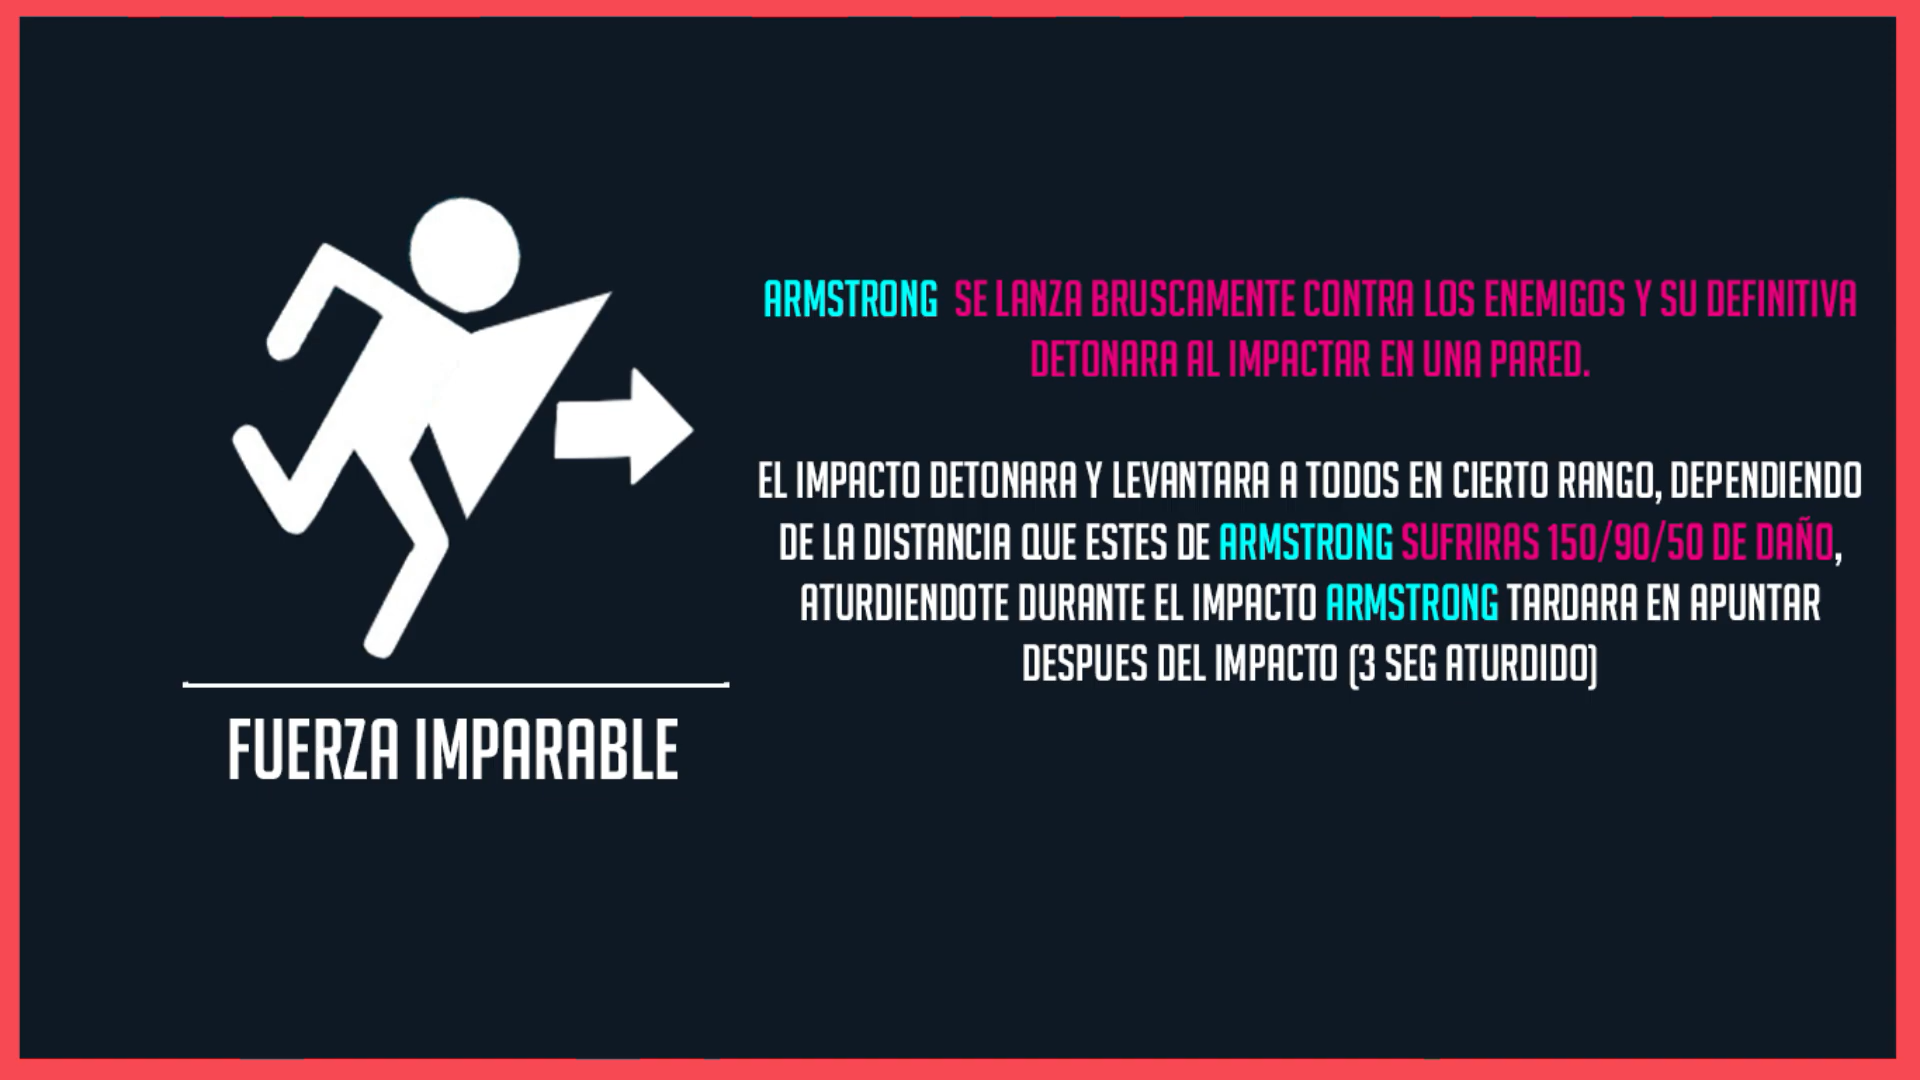 ARMSTRONG SE LANZA BRUSCAMENTE CONTRA LOS ENEMIGOS Y SU DEFINITIVA
DETONARA AL IMPACTAR EN UNA PARED.
EL IMPACTO DETONARA Y LEVANTARA A TODOS EN CIERTO RANGO, DEPENDIENDO
DE LA DISTANCIA QUE ESTES DE ARMSTRONG SUFRIRAS 150/90/50 DE DAÑO,
ATURDIENDOTE DURANTE EL IMPACTO ARMSTRONG TARDARA EN APUNTAR
DESPUES DEL IMPACTO (3 SEG ATURDIDO)
FUERZA IMPARABLE